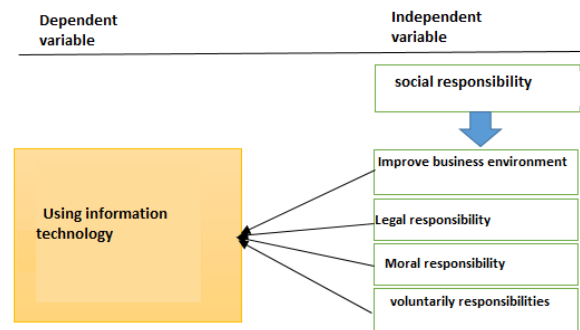 Dependent
variable
Independent
variable
social responsibility
Improve business environment
Using information
technology
Legal responsibility
Moral responsibility
voluntarily responsibilities